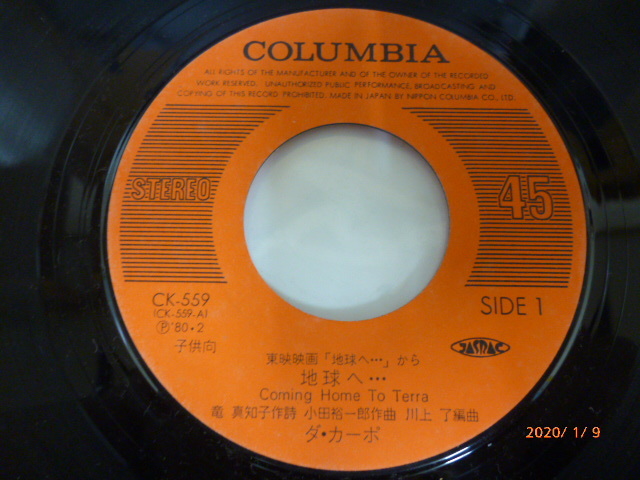 COLUMBIA
ALL RIGHTS OF THE MANUFACTURER AND OF THE OWNER OF THE RECORDED
WORK RESERVED. UNAUTHORIZED PUBLIC PERFORMANCE, BROADCASTING AND
COPYING OF THIS RECORD PROHIBITED. MADE IN JAPAN BY NIPPON COLUMBIA CO., LTD.
STEREO
45
CK-559
(CK-559-A)
Ⓟ'80・2
子供向
SIDE 1
JASRAC
東映映画「地球へ…」から
地球へ…
Coming Home To Terra
竜 真知子作詩 小田裕一郎作曲 川上 了編曲
ダ・カーポ
2020/ 1/ 9